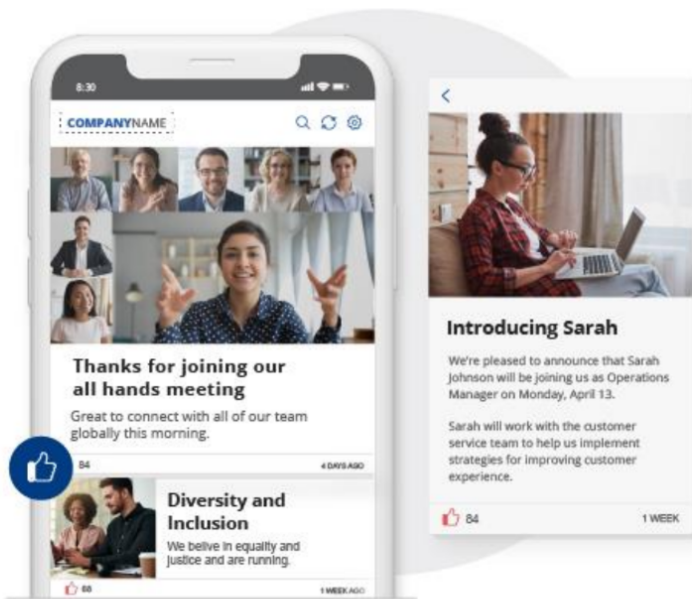 8:30
COMPANYNAME
Thanks for joining our
all hands meeting
Great to connect with all of our team
globally this morning.
84
4 DAYS AGO
Diversity and
Inclusion
We belive in equality and
justice and are running.
68
1 WEEK AGO
Introducing Sarah
We're pleased to announce that Sarah
Johnson will be joining us as Operations
Manager on Monday, April 13.
Sarah will work with the customer
service team to help us implement
strategies for improving customer
experience.
84
1 WEEK